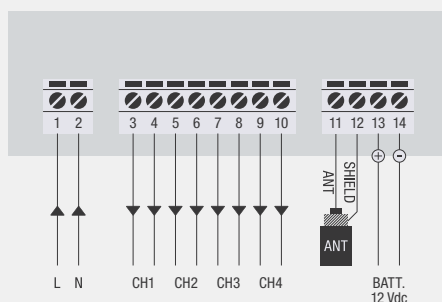 1 2 3 4 5 6 7 8 9 10 11 12 13 14
ANT SHIELD + -
ANT
L N CH1 CH2 CH3 CH4 BATT.
12 Vdc